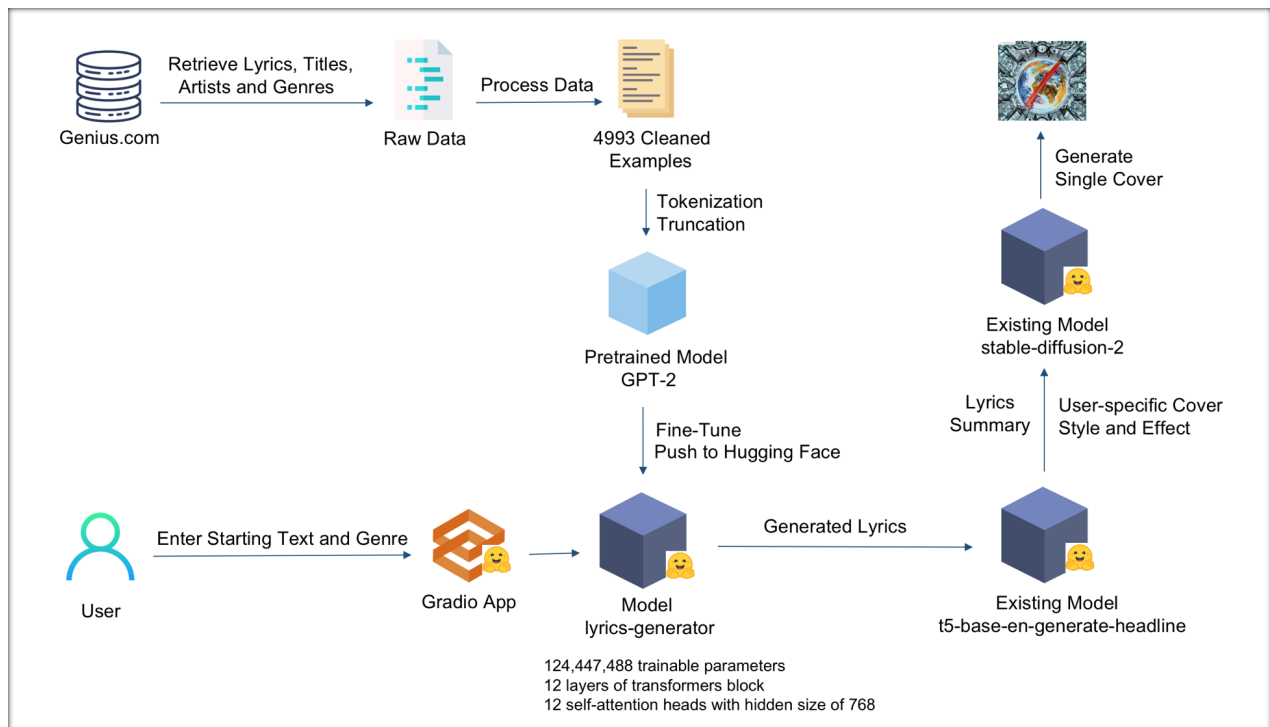 Genius.com
Retrieve Lyrics, Titles,
Artists and Genres
Raw Data
Process Data
4993 Cleaned
Examples
Tokenization
Truncation
Pretrained Model
GPT-2
Fine-Tune
Push to Hugging Face
User
Enter Starting Text and Genre
Gradio App
Model
lyrics-generator
124,447,488 trainable parameters
12 layers of transformers block
12 self-attention heads with hidden size of 768
Generated Lyrics
Existing Model
t5-base-en-generate-headline
Lyrics
Summary
User-specific Cover
Style and Effect
Existing Model
stable-diffusion-2
Generate
Single Cover